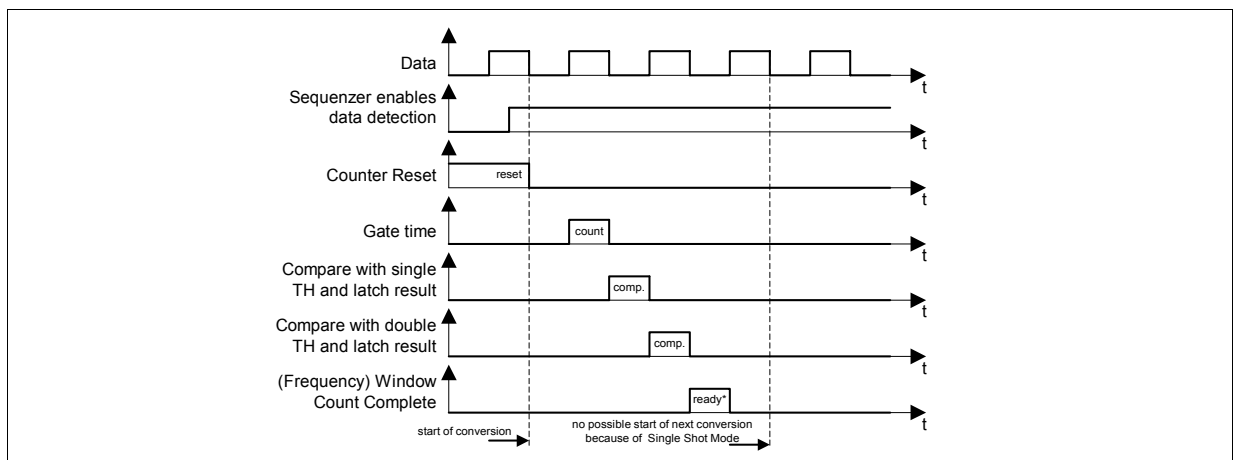 Data
t
Sequenzer enables
data detection
t
Counter Reset
reset
t
Gate time
count
t
Compare with single
TH and latch result
comp.
t
Compare with double
TH and latch result
comp.
t
(Frequency) Window
Count Complete
ready*
t
start of conversion
no possible start of next conversion
because of Single Shot Mode